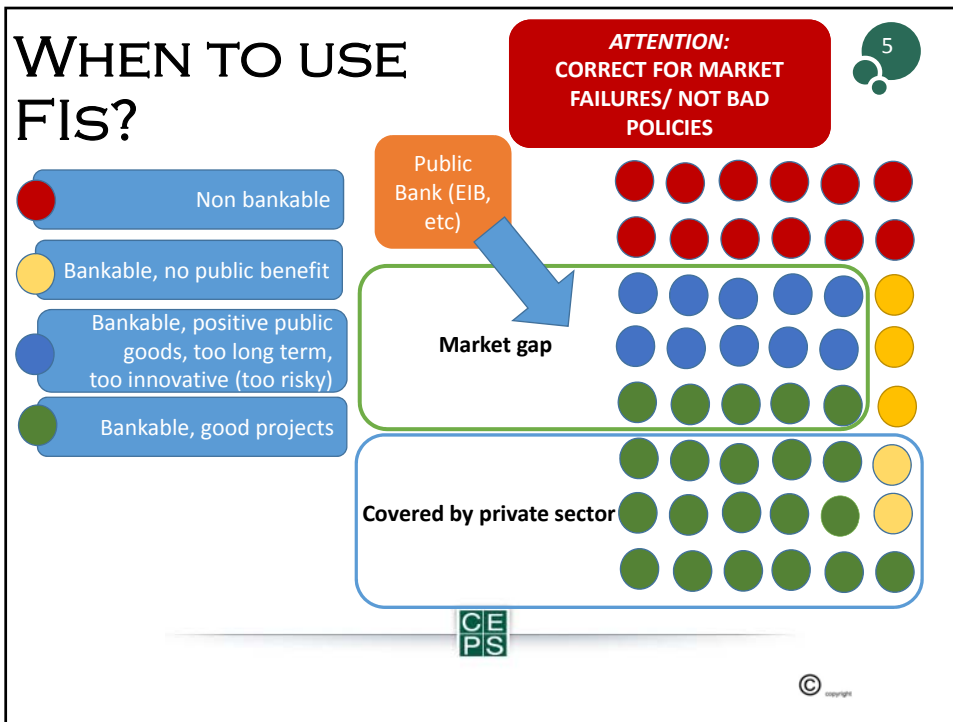 WHEN TO USE
FIS?
ATTENTION:
CORRECT FOR MARKET
FAILURES/ NOT BAD
POLICIES
5
Public
Bank (EIB,
etc)
Non bankable
Bankable, no public benefit
Bankable, positive public
goods, too long term,
too innovative (too risky)
Bankable, good projects
Market gap
Covered by private sector
CE
PS
© copyright